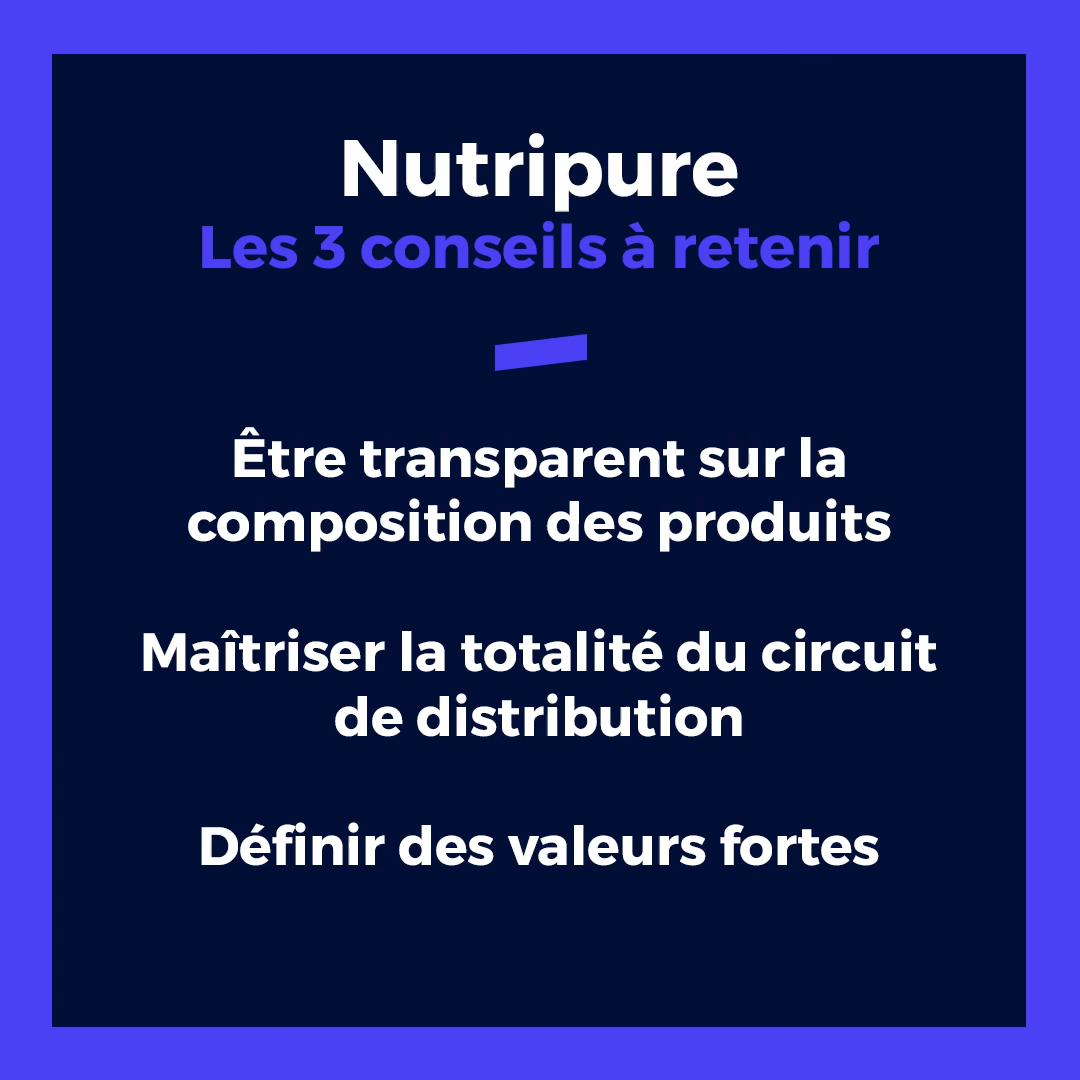 Nutripure
Les 3 conseils à retenir
Être transparent sur la
composition des produits
Maîtriser la totalité du circuit
de distribution
Définir des valeurs fortes